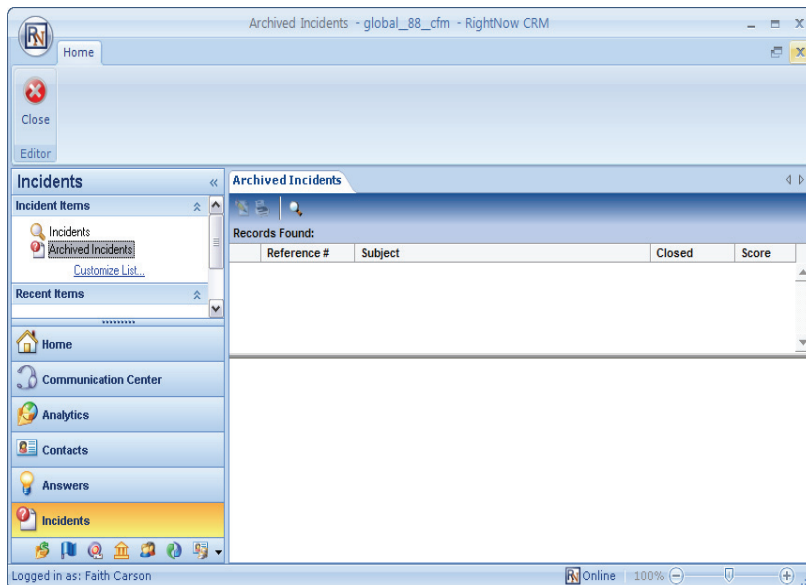 Archived Incidents - global_88_cfm - RightNow CRM
RN
Home
Close
Editor
Incidents
Incident Items
Incidents
Archived Incidents
Customize List...
Recent Items
Home
Communication Center
Analytics
Contacts
Answers
Incidents
Archived Incidents
Records Found:
Reference # Subject Closed Score
Logged in as: Faith Carson
RN Online 100%